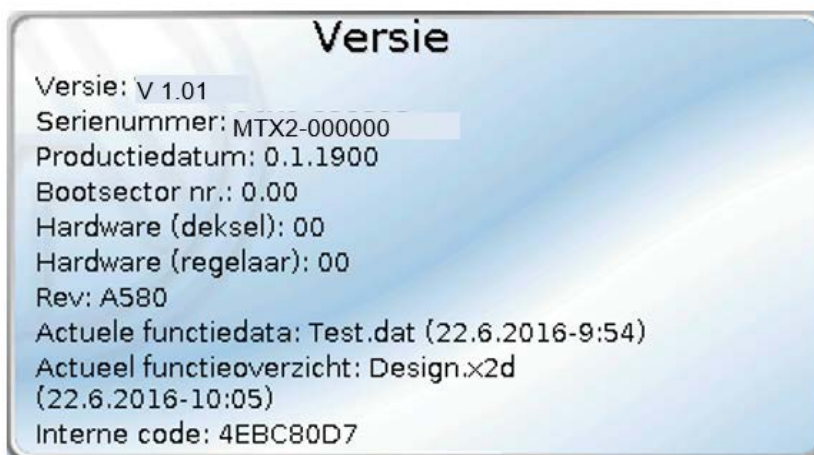 Versie
Versie: V 1.01
Serienummer: MTX2-000000
Productiedatum: 0.1.1900
Bootsector nr.: 0.00
Hardware (deksel): 00
Hardware (regelaar): 00
Rev: A580
Actuele functiedata: Test.dat (22.6.2016-9:54)
Actueel functieoverzicht: Design.x2d
(22.6.2016-10:05)
Interne code: 4EBC80D7